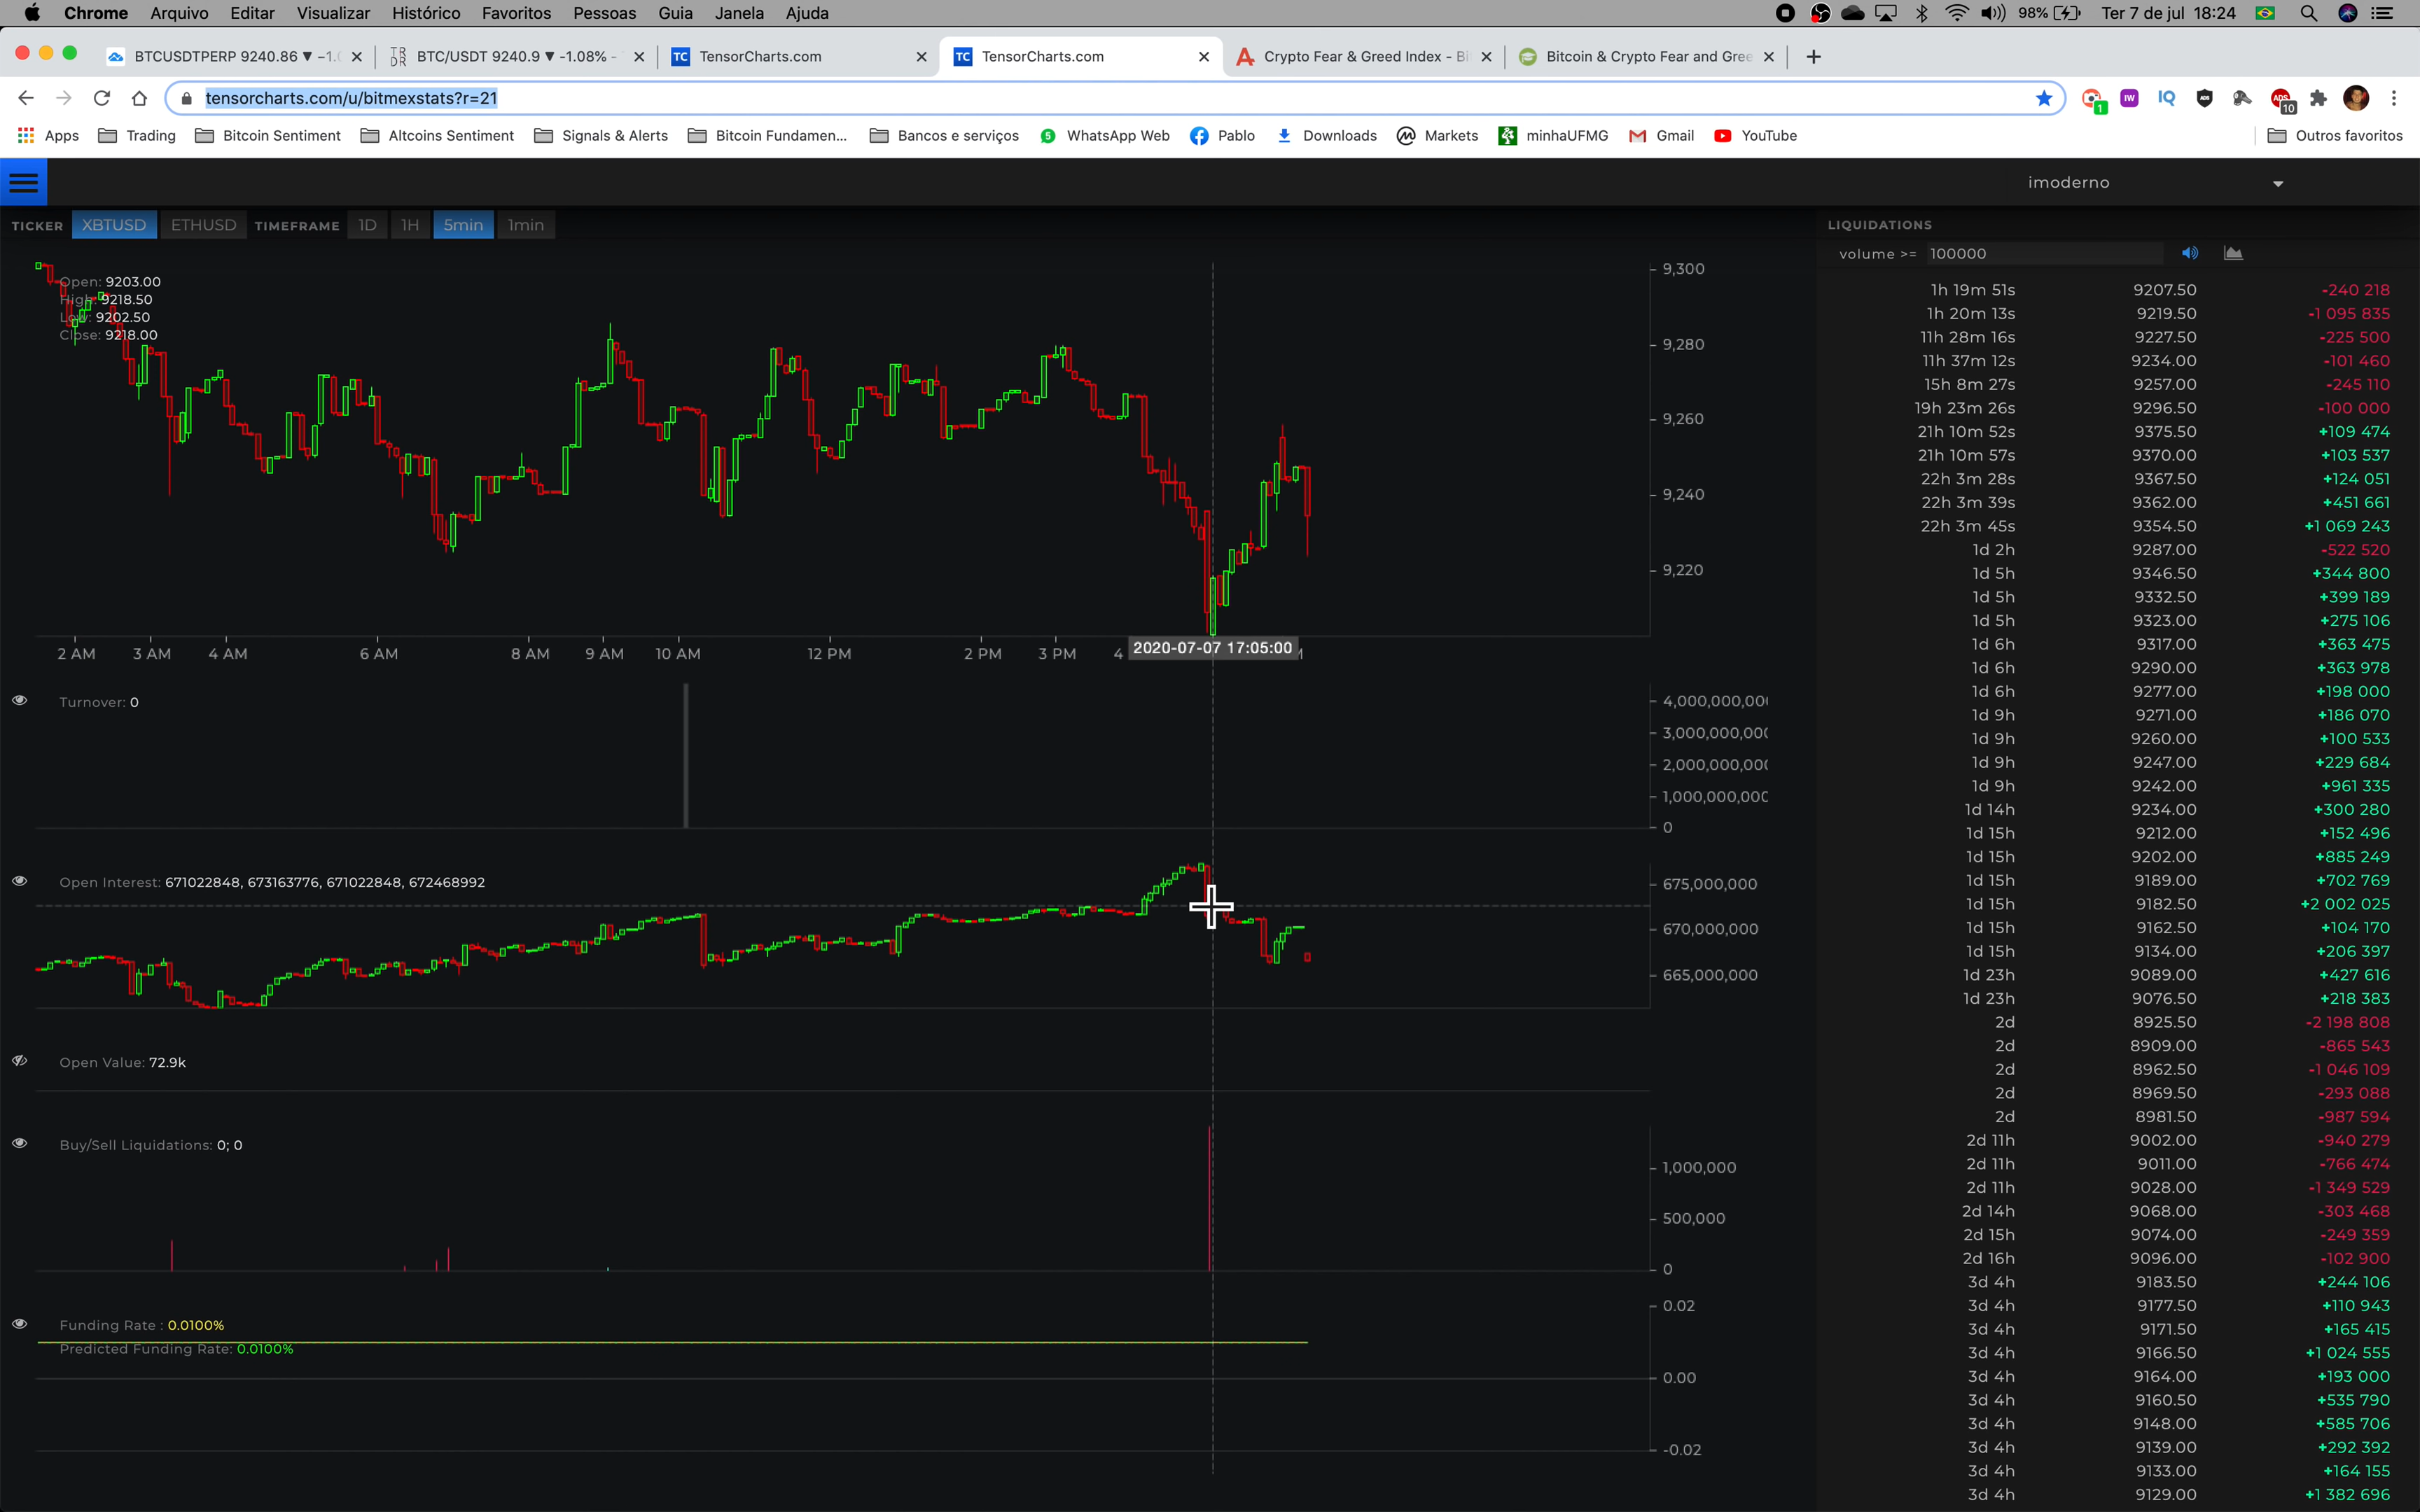 Chrome Arquivo Editar Visualizar Histórico Favoritos Pessoas Guia Janela Ajuda 98% Ter 7 de jul 18:24
BTCUSDTPERP 9240.86 ▼ −1. BTC/USDT 9240.9 ▼ -1.08% - TensorCharts.com TensorCharts.com Crypto Fear & Greed Index - Bi Bitcoin & Crypto Fear and Gree
tensorcharts.com/u/bitmexstats?r=21
Apps Trading Bitcoin Sentiment Altcoins Sentiment Signals & Alerts Bitcoin Fundamen... Bancos e serviços WhatsApp Web Pablo Downloads Markets minhaUFMG Gmail YouTube Outros favoritos
imoderno
TICKER XBTUSD ETHUSD TIMEFRAME 1D 1H 5min 1min
Open: 9203.00
High: 9218.50
Low: 9202.50
Close: 9218.00
9,300
9,280
9,260
9,240
9,220
2 AM 3 AM 4 AM 6 AM 8 AM 9 AM 10 AM 12 PM 2 PM 3 PM 4 2020-07-07 17:05:00
Turnover: 0
4,000,000,00
3,000,000,00
2,000,000,00
1,000,000,00
0
Open Interest: 671022848, 673163776, 671022848, 672468992
675,000,000
670,000,000
665,000,000
Open Value: 72.9k
Buy/Sell Liquidations: 0; 0
1,000,000
500,000
0
Funding Rate : 0.0100%
Predicted Funding Rate: 0.0100%
0.02
0.00
-0.02
LIQUIDATIONS
volume >= 100000
1h 19m 51s 9207.50 -240 218
1h 20m 13s 9219.50 -1 095 835
11h 28m 16s 9227.50 -225 500
11h 37m 12s 9234.00 -101 460
15h 8m 27s 9257.00 -245 110
19h 23m 26s 9296.50 -100 000
21h 10m 52s 9375.50 +109 474
21h 10m 57s 9370.00 +103 537
22h 3m 28s 9367.50 +124 051
22h 3m 39s 9362.00 +451 661
22h 3m 45s 9354.50 +1 069 243
1d 2h 9287.00 -522 520
1d 5h 9346.50 +344 800
1d 5h 9332.50 +399 189
1d 5h 9323.00 +275 106
1d 6h 9317.00 +363 475
1d 6h 9290.00 +363 978
1d 6h 9277.00 +198 000
1d 9h 9271.00 +186 070
1d 9h 9260.00 +100 533
1d 9h 9247.00 +229 684
1d 9h 9242.00 +961 335
1d 14h 9234.00 +300 280
1d 15h 9212.00 +152 496
1d 15h 9202.00 +885 249
1d 15h 9189.00 +702 769
1d 15h 9182.50 +2 002 025
1d 15h 9162.50 +104 170
1d 15h 9134.00 +206 397
1d 23h 9089.00 +427 616
1d 23h 9076.50 +218 383
2d 8925.50 -2 198 808
2d 8909.00 -865 543
2d 8962.50 -1 046 109
2d 8969.50 -293 088
2d 8981.50 -987 594
2d 11h 9002.00 -940 279
2d 11h 9011.00 -766 474
2d 11h 9028.00 -1 349 529
2d 14h 9068.00 -303 468
2d 15h 9074.00 -249 359
2d 16h 9096.00 -102 900
3d 4h 9183.50 +244 106
3d 4h 9177.50 +110 943
3d 4h 9171.50 +165 415
3d 4h 9166.50 +1 024 555
3d 4h 9164.00 +193 000
3d 4h 9160.50 +535 790
3d 4h 9148.00 +585 706
3d 4h 9139.00 +292 392
3d 4h 9133.00 +164 155
3d 4h 9129.00 +1 382 696